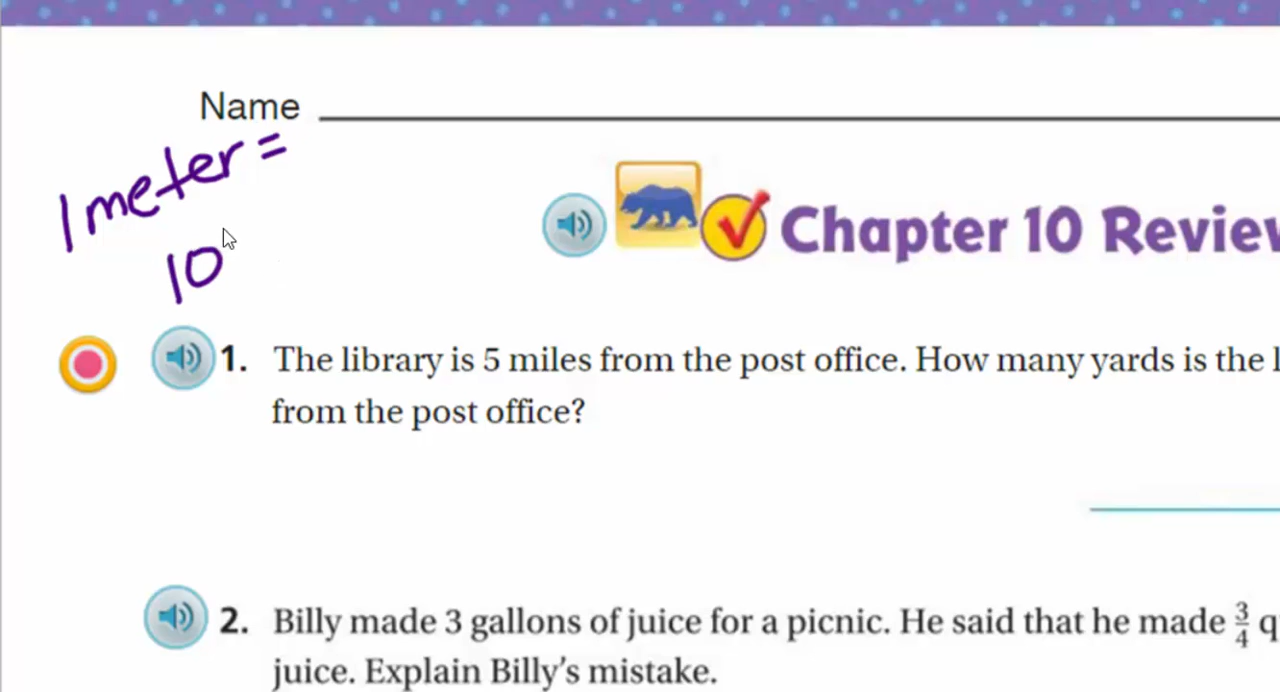 Name
1 meter =
10
Chapter 10 Review
1. The library is 5 miles from the post office. How many yards is the
from the post office?
2. Billy made 3 gallons of juice for a picnic. He said that he made 3/4 q
juice. Explain Billy's mistake.